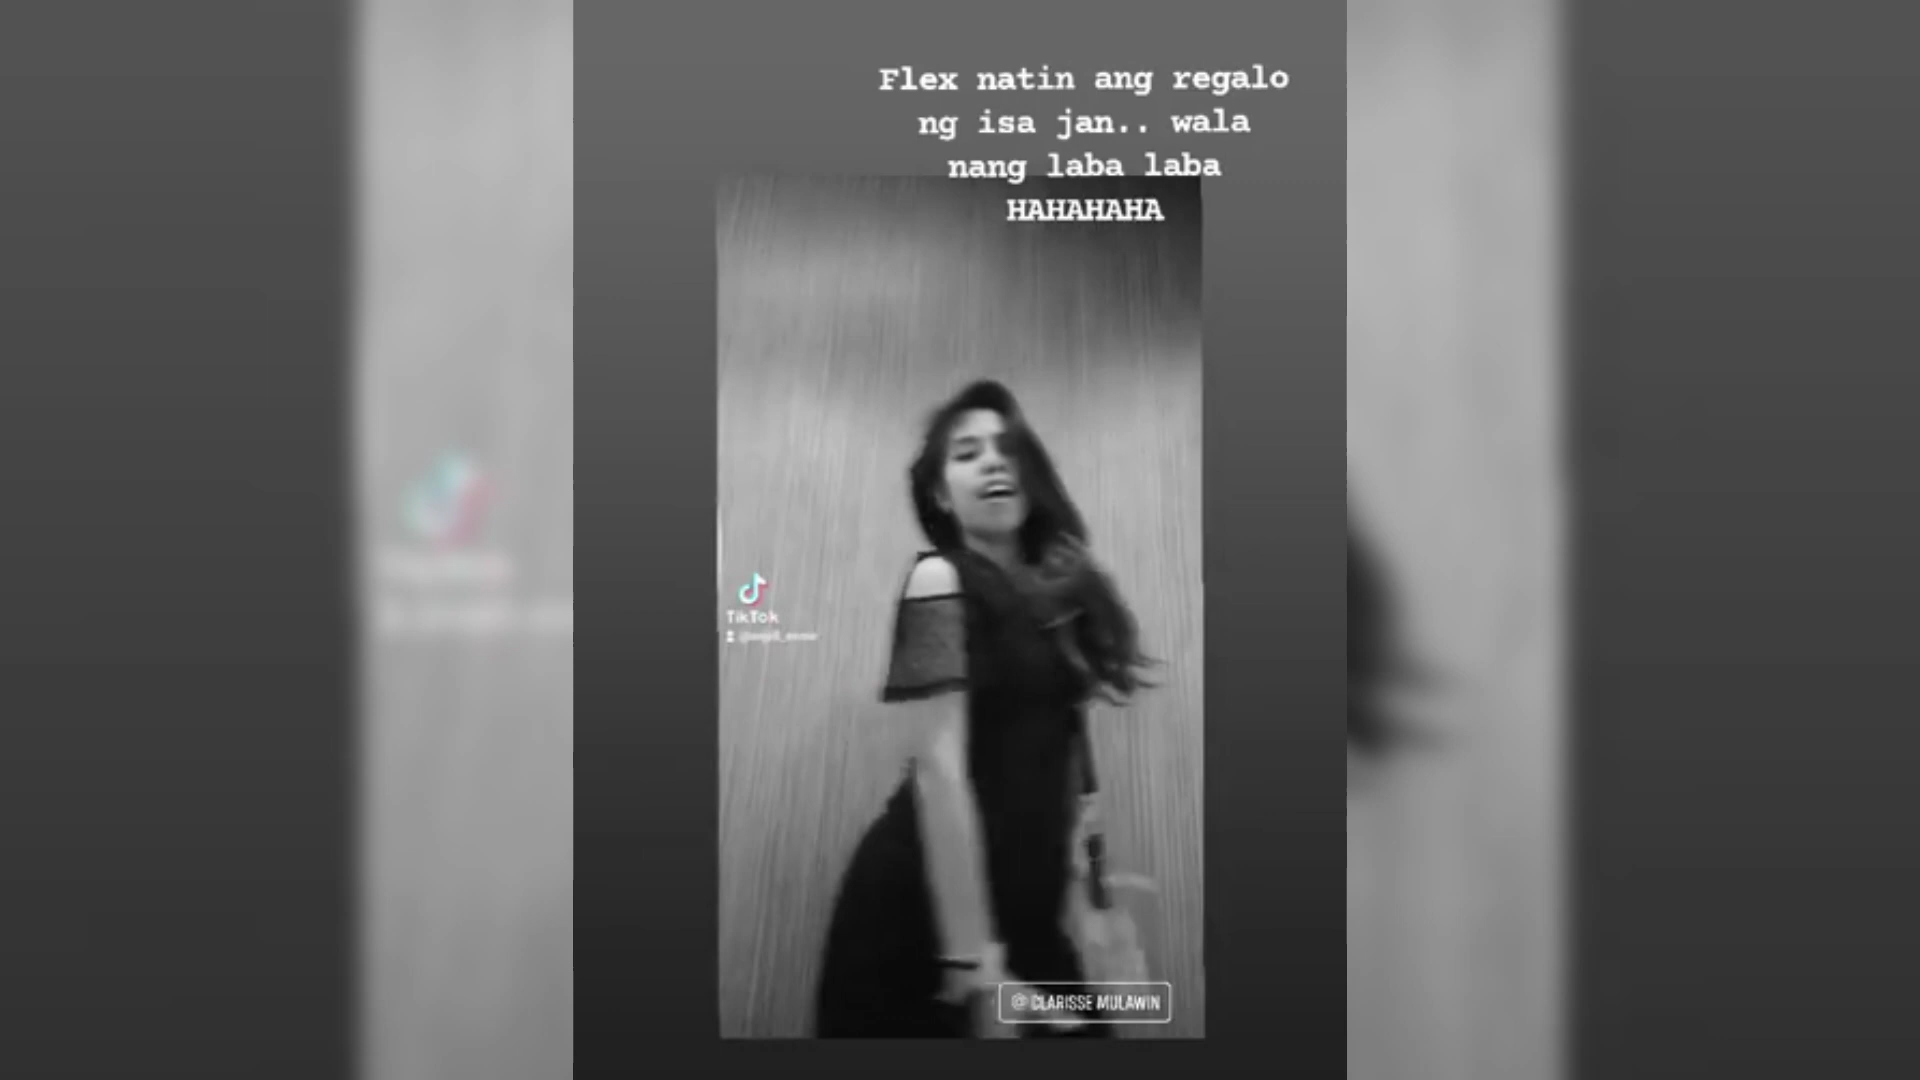 Flex natin ang regalo
ng isa jan.. wala
nang laba laba
HAHAHAHA
TikTok
@CLARISSE MULAWIN